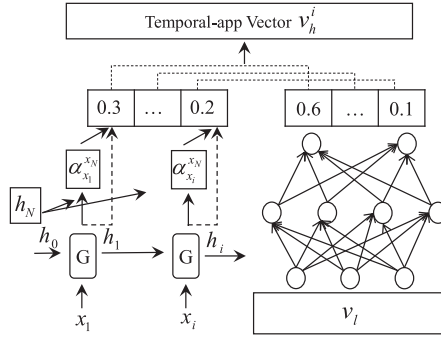 Temporal-app Vector v_h^i
0.3 ... 0.2 0.6 ... 0.1
α_{x_1}^{x_N} α_{x_i}^{x_N}
h_N
h_0 G h_1 G h_i
x_1 x_i v_l